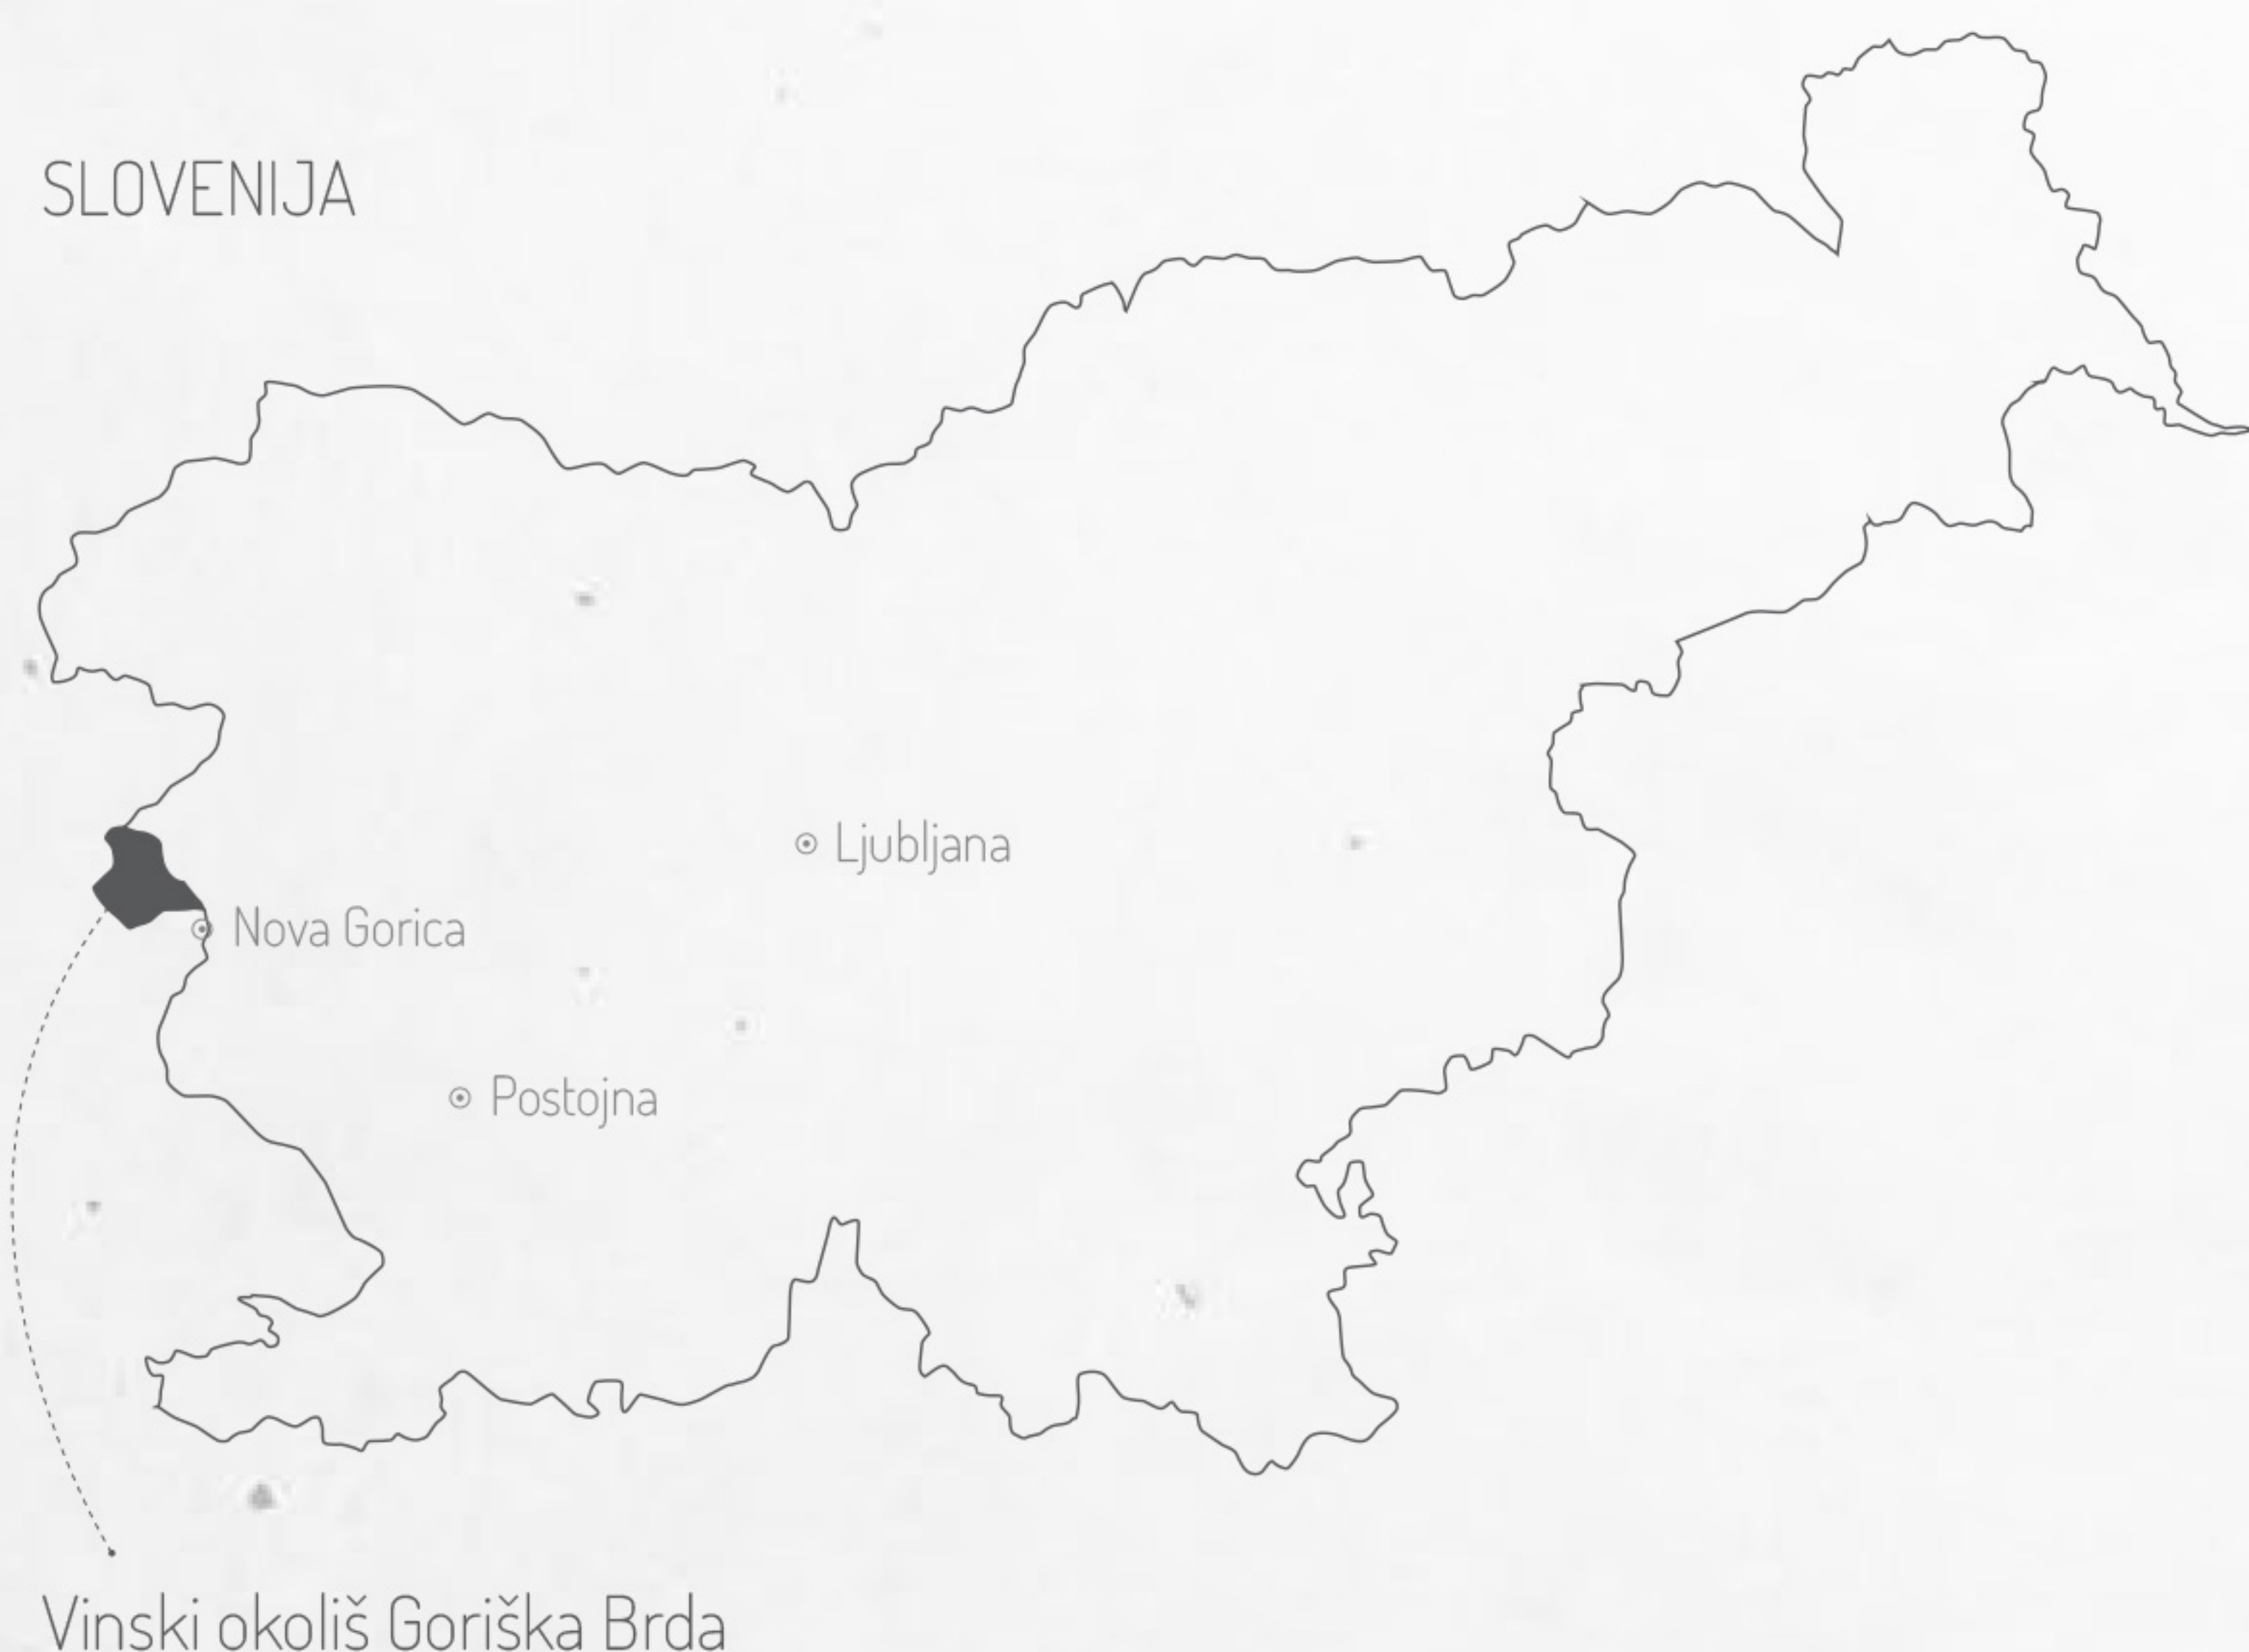 SLOVENIJA
Ljubljana
Nova Gorica
Postojna
Vinski okoliš Goriška Brda